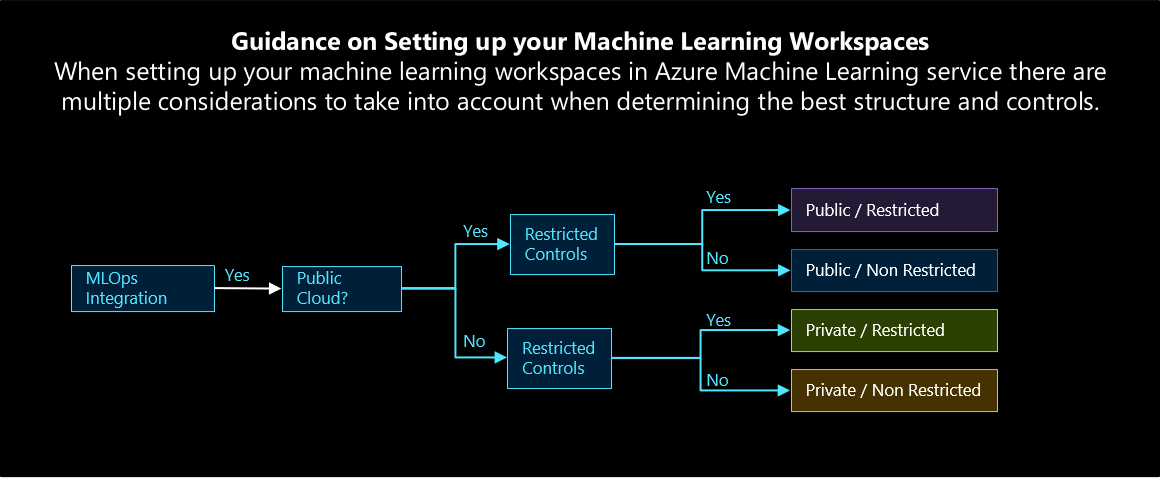 Guidance on Setting up your Machine Learning Workspaces
When setting up your machine learning workspaces in Azure Machine Learning service there are
multiple considerations to take into account when determining the best structure and controls.
MLOps
Integration
Yes
Public
Cloud?
Yes
Restricted
Controls
Yes
Public / Restricted
No
Public / Non Restricted
No
Restricted
Controls
Yes
Private / Restricted
No
Private / Non Restricted